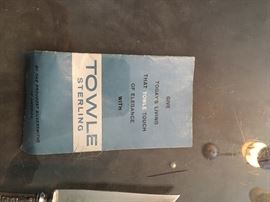 GIVE
TODAY'S LIVING
THAT TOWLE TOUCH
OF ELEGANCE
WITH
TOWLE
STERLING